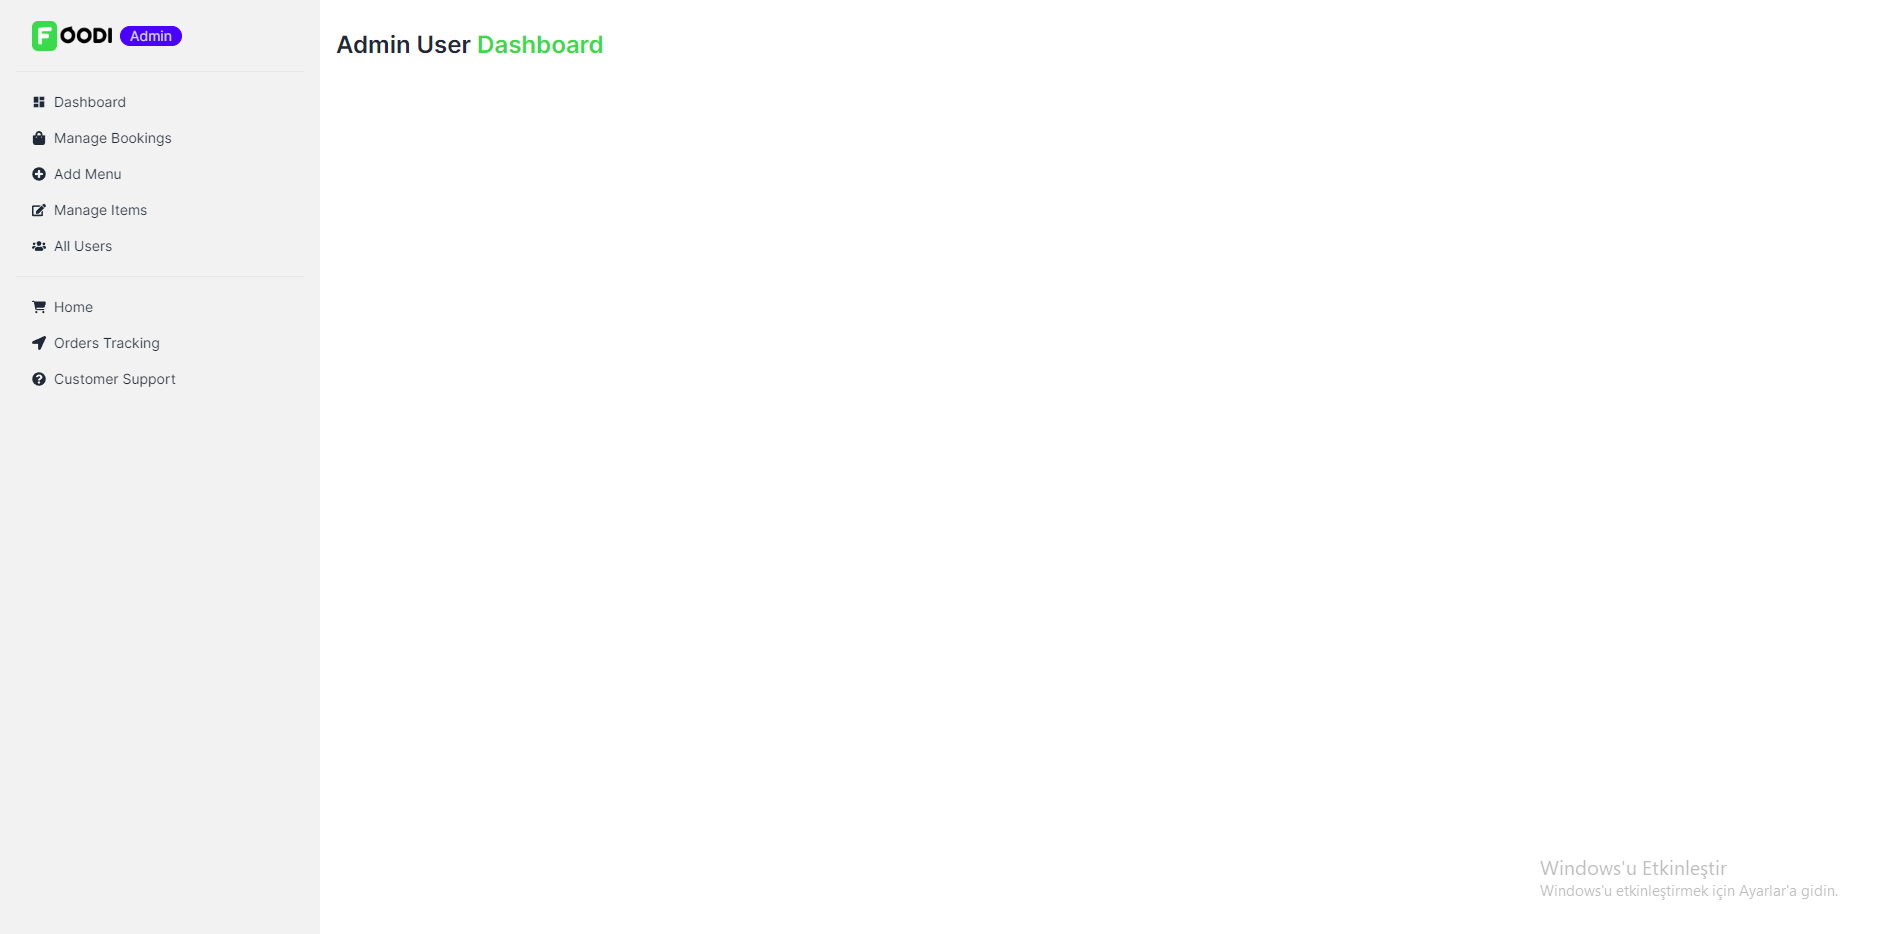 FOODI Admin
Dashboard
Manage Bookings
Add Menu
Manage Items
All Users
Home
Orders Tracking
Customer Support
Admin User Dashboard
Windows'u Etkinleştir
Windows'u etkinleştirmek için Ayarlar'a gidin.